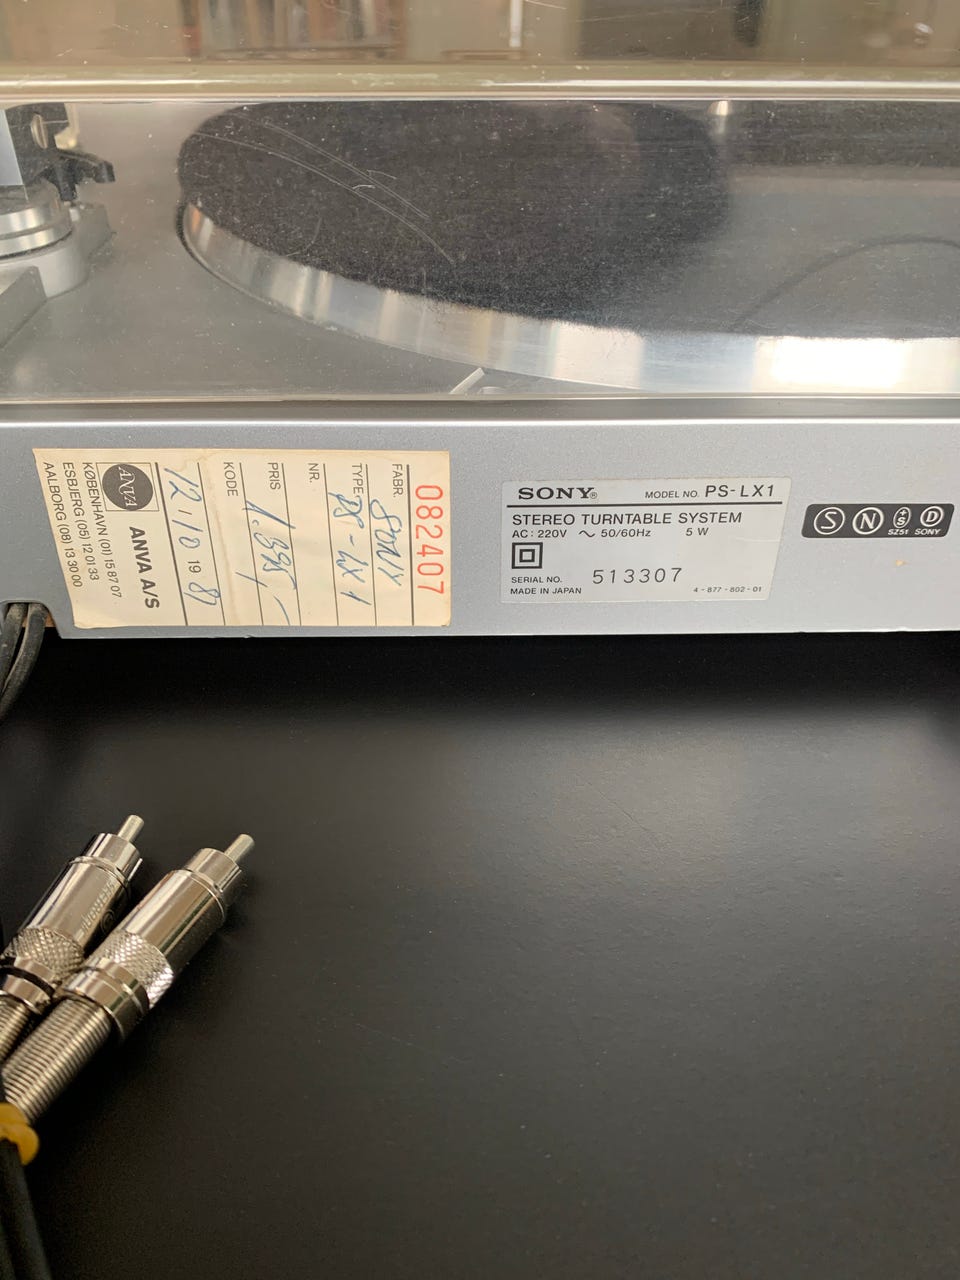 082407
FABR. SONY
TYPE PS-LX1
NR.
PRIS 1.395,-
KODE
12/10 19 8
ANVA ANVA A/S
KØBENHAVN (01) 15 87 07
ESBJERG (05) 12 01 33
AALBORG (08) 13 30 00
SONY® MODEL NO. PS-LX1
STEREO TURNTABLE SYSTEM
AC: 220V ~ 50/60Hz 5 W
SERIAL NO. 513307
MADE IN JAPAN 4-877-802-01
S N +S D
SZ51 SONY